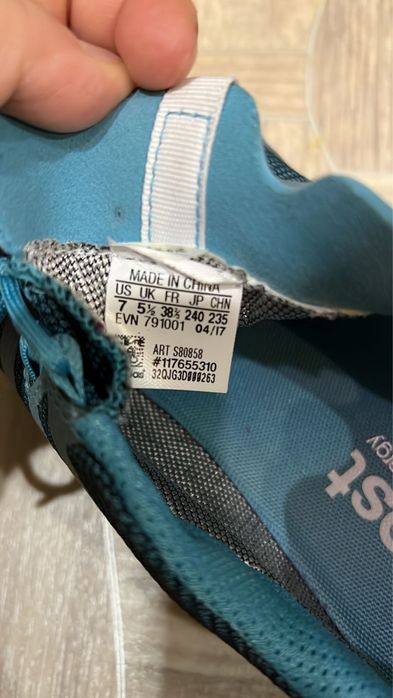 MADE IN CHINA
US UK FR JP CHN
7 5½ 38⅔ 240 235
EVN 791001 04/17
ART S80858
#117655310
32QJG3D000263